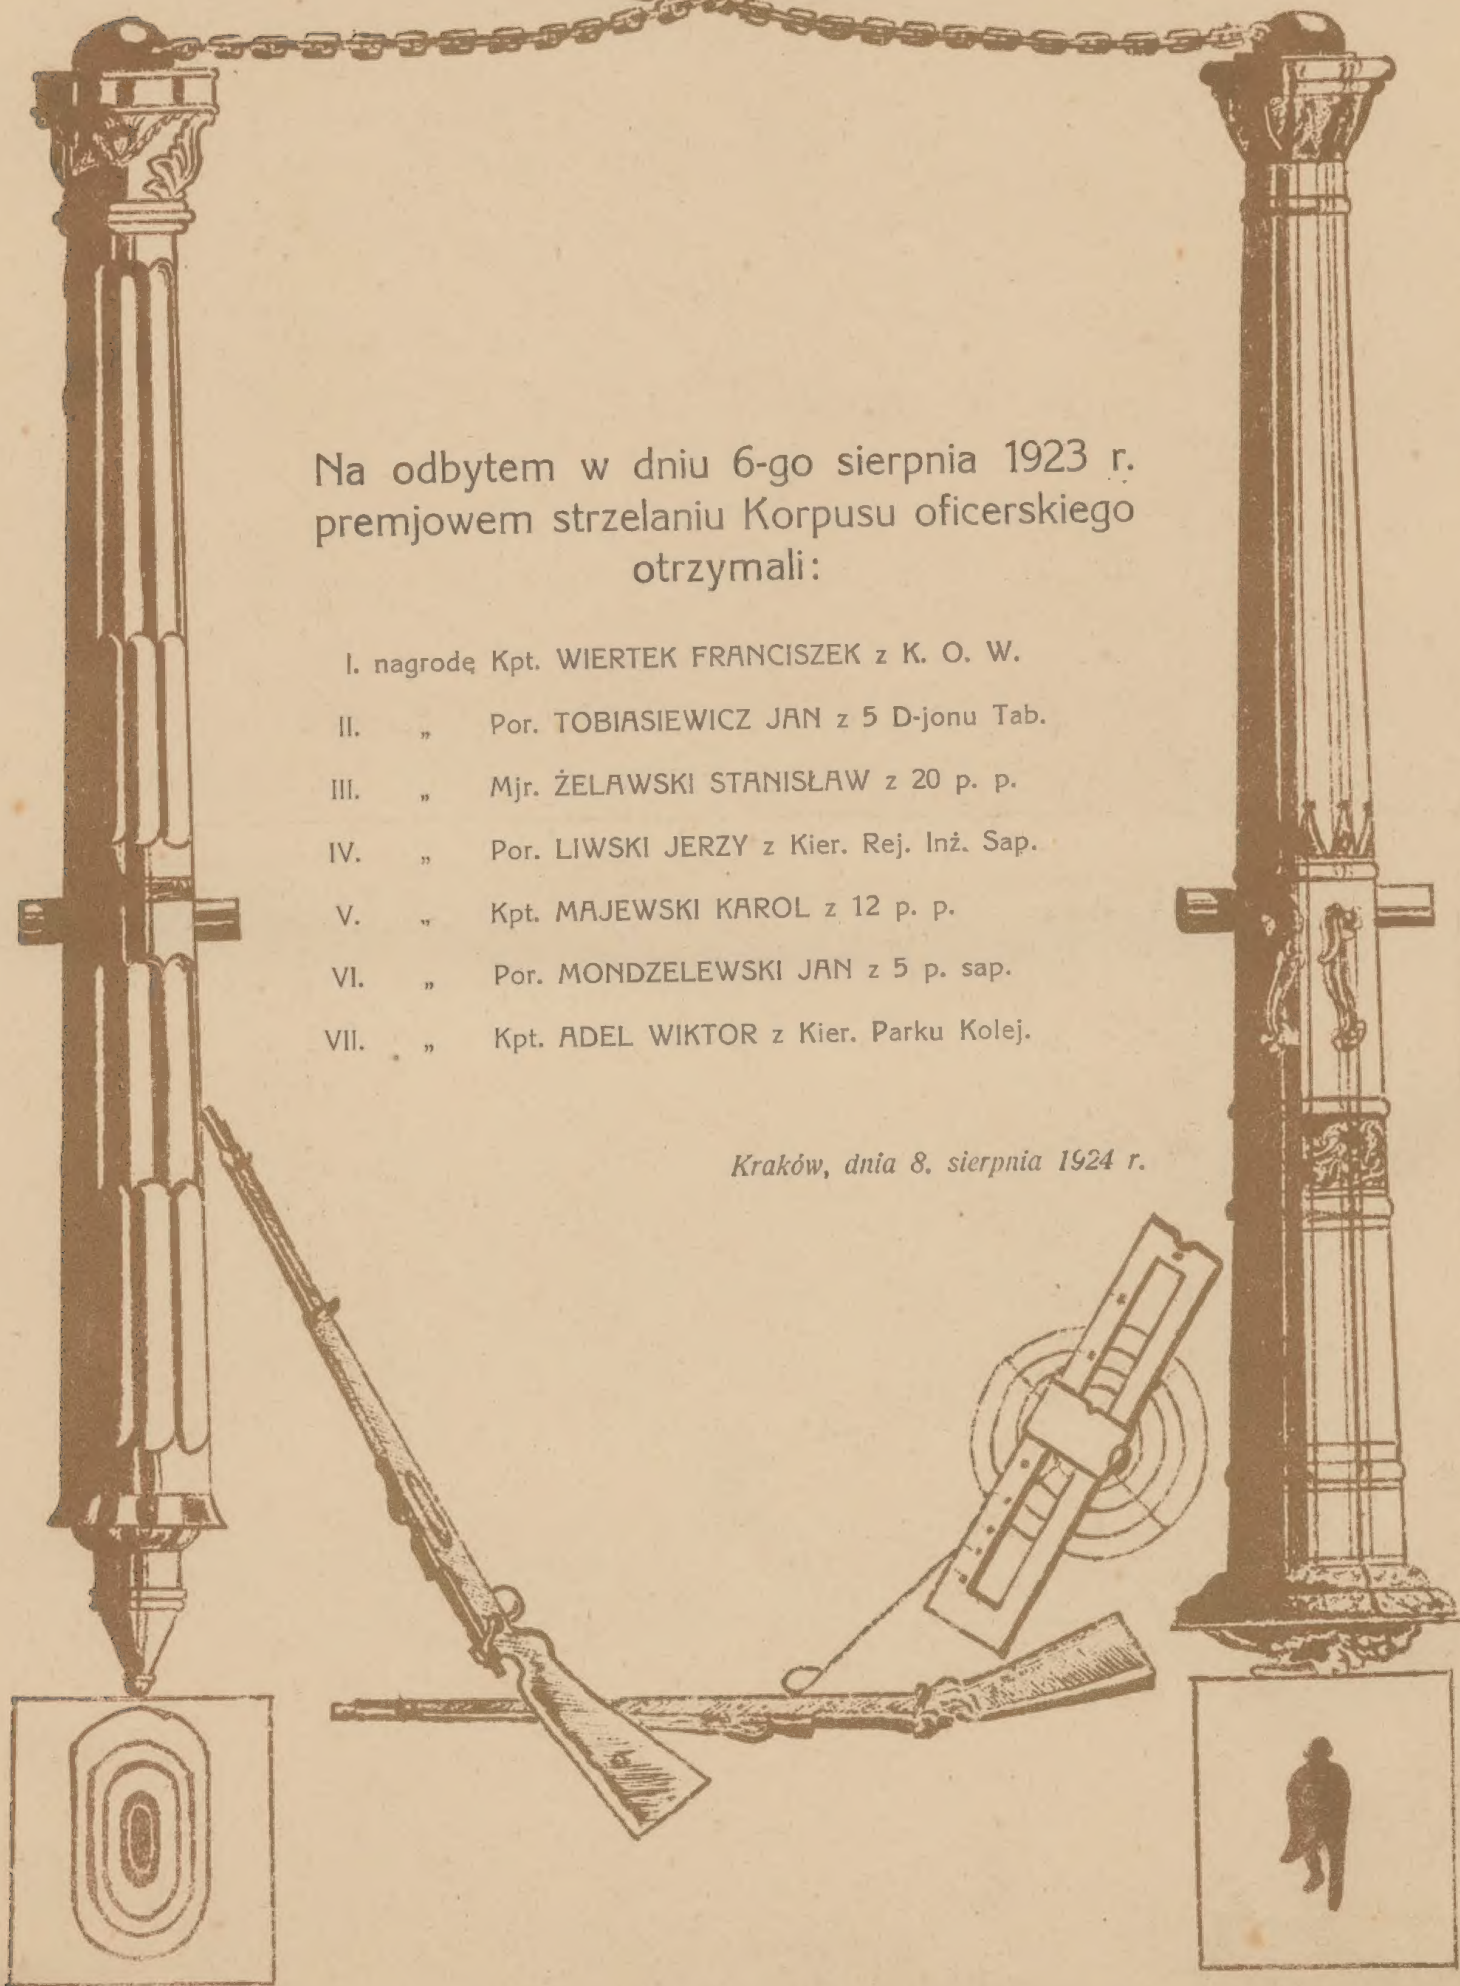 Na odbytem w dniu 6-go sierpnia 1923 r.
premjowem strzelaniu Korpusu oficerskiego
otrzymali:
I. nagrodę Kpt. WIERTEK FRANCISZEK z K. O. W.
II. „ Por. TOBIASIEWICZ JAN z 5 D-jonu Tab.
III. „ Mjr. ŻELAWSKI STANISŁAW z 20 p. p.
IV. „ Por. LIWSKI JERZY z Kier. Rej. Inż. Sap.
V. „ Kpt. MAJEWSKI KAROL z 12 p. p.
VI. „ Por. MONDZELEWSKI JAN z 5 p. sap.
VII. „ Kpt. ADEL WIKTOR z Kier. Parku Kolej.
Kraków, dnia 8. sierpnia 1924 r.